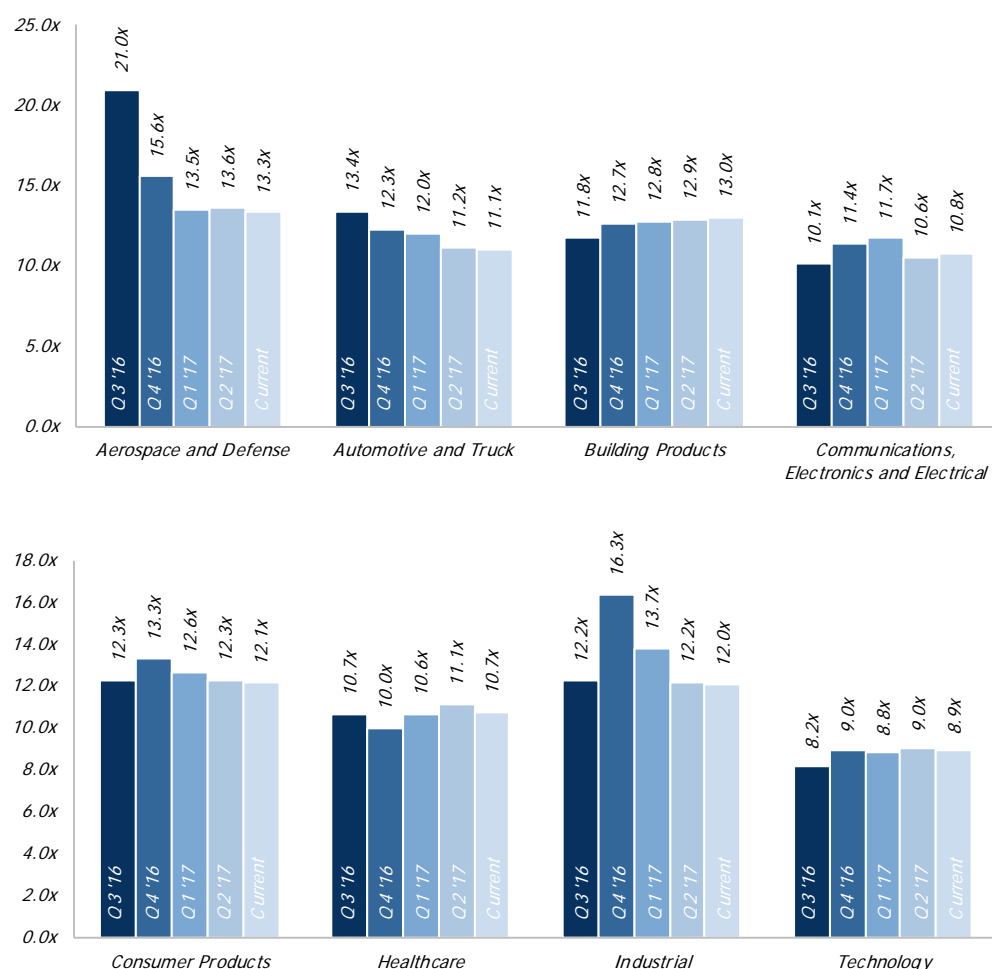 25.0x
20.0x
15.0x
10.0x
5.0x
0.0x
21.0x
15.6x
13.5x
13.6x
13.3x
Q3 '16
Q4 '16
Q1 '17
Q2 '17
Current
Aerospace and Defense
13.4x
12.3x
12.0x
11.2x
11.1x
Q3 '16
Q4 '16
Q1 '17
Q2 '17
Current
Automotive and Truck
11.8x
12.7x
12.8x
12.9x
13.0x
Q3 '16
Q4 '16
Q1 '17
Q2 '17
Current
Building Products
10.1x
11.4x
11.7x
10.6x
10.8x
Q3 '16
Q4 '16
Q1 '17
Q2 '17
Current
Communications,
Electronics and Electrical
18.0x
16.0x
14.0x
12.0x
10.0x
8.0x
6.0x
4.0x
2.0x
0.0x
12.3x
13.3x
12.6x
12.3x
12.1x
Q3 '16
Q4 '16
Q1 '17
Q2 '17
Current
Consumer Products
10.7x
10.0x
10.6x
11.1x
10.7x
Q3 '16
Q4 '16
Q1 '17
Q2 '17
Current
Healthcare
12.2x
16.3x
13.7x
12.2x
12.0x
Q3 '16
Q4 '16
Q1 '17
Q2 '17
Current
Industrial
8.2x
9.0x
8.8x
9.0x
8.9x
Q3 '16
Q4 '16
Q1 '17
Q2 '17
Current
Technology